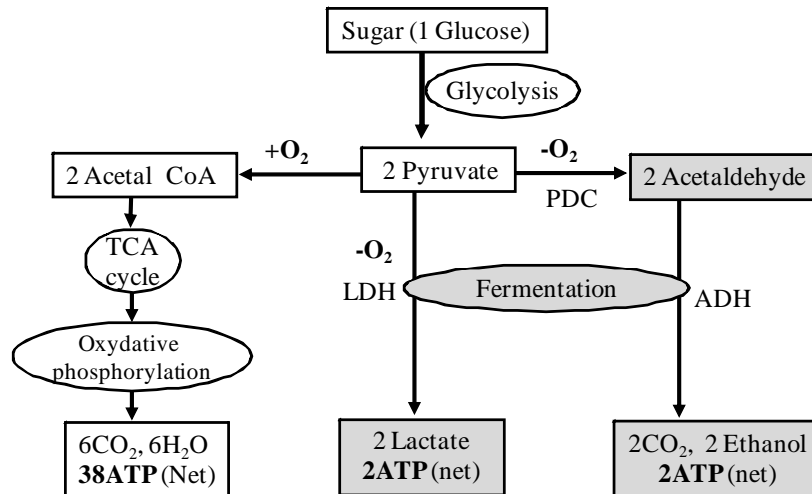 Sugar (1 Glucose)
Glycolysis
+O₂
-O₂
2 Acetal CoA
2 Pyruvate
2 Acetaldehyde
PDC
TCA
cycle
-O₂
LDH
Fermentation
ADH
Oxydative
phosphorylation
6CO₂, 6H₂O
38ATP (Net)
2 Lactate
2ATP (net)
2CO₂, 2 Ethanol
2ATP (net)